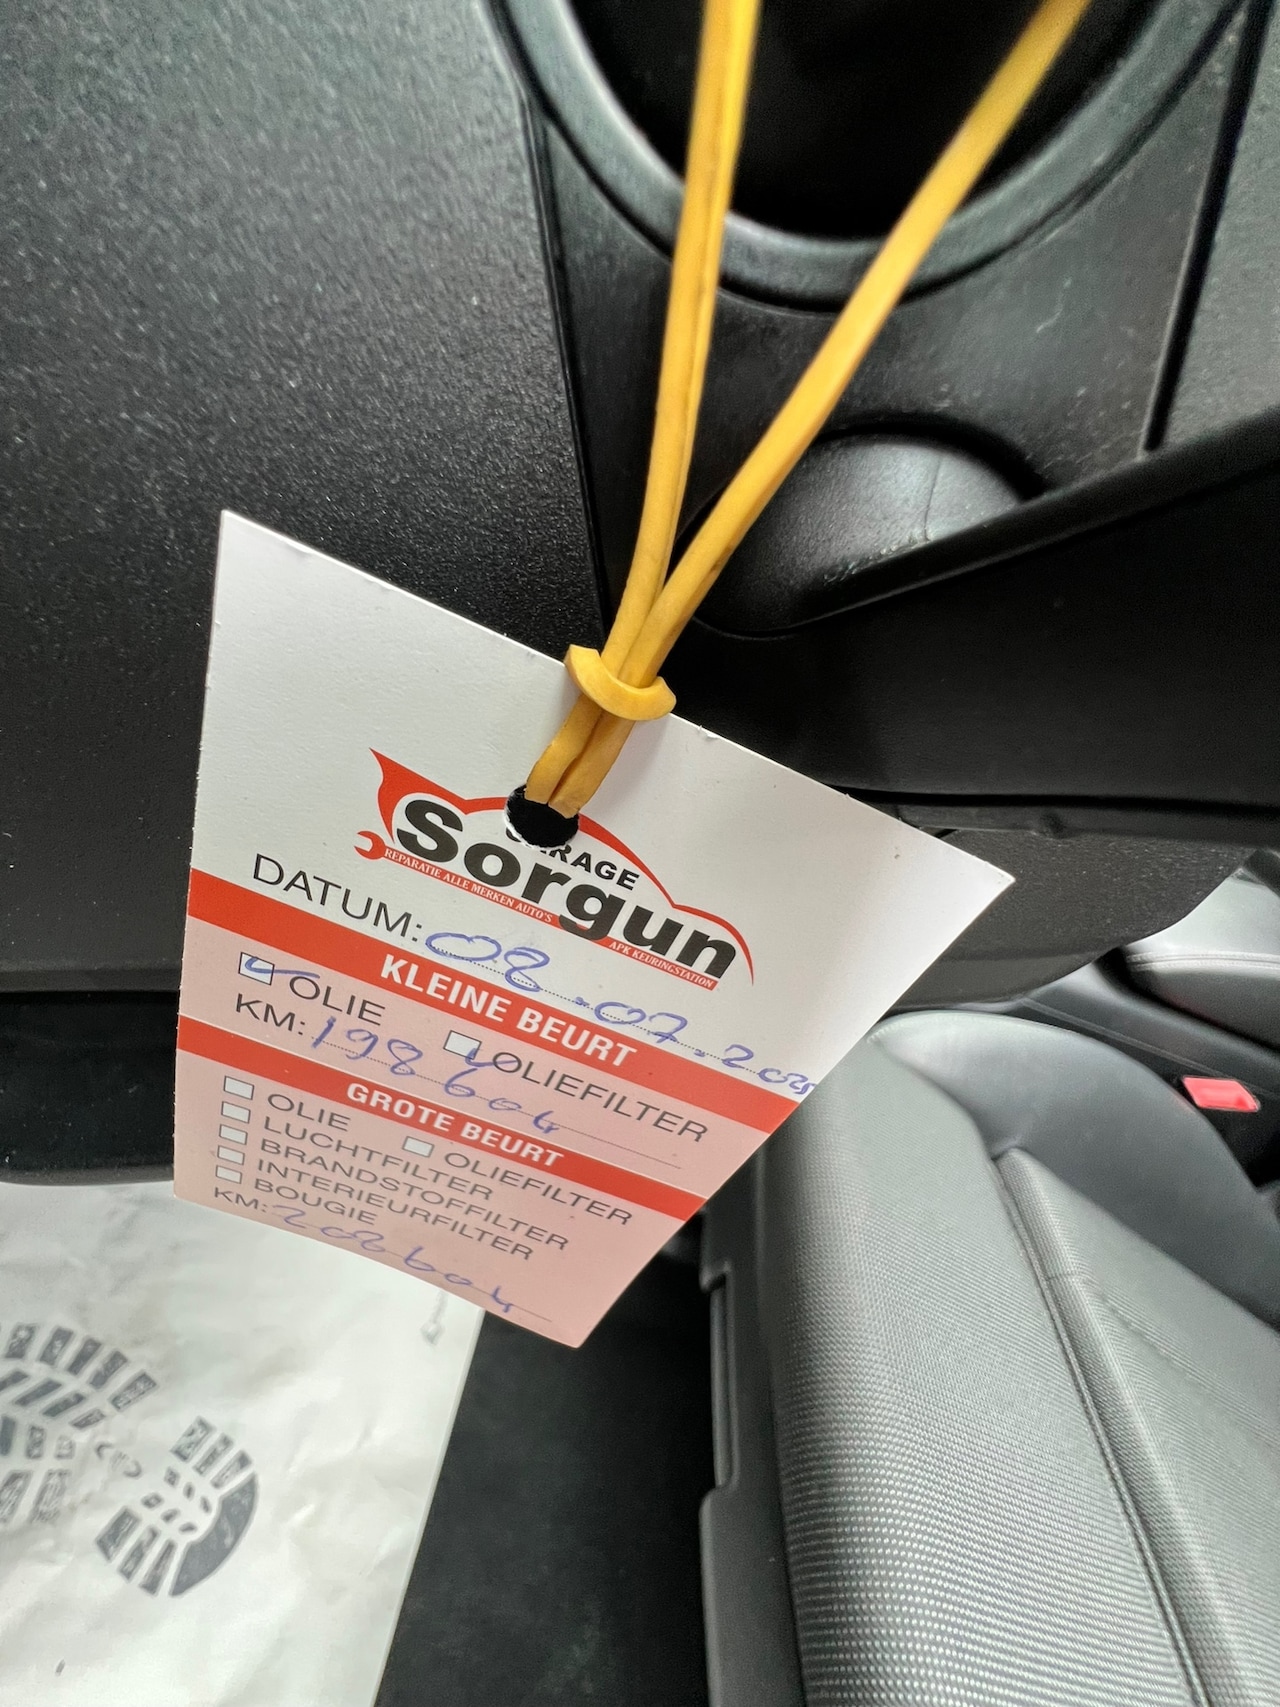 GARAGE
Sorgun
REPARATIE ALLE MERKEN AUTO'S
APK KEURINGSTATION
DATUM: 08-07-202
KLEINE BEURT
OLIE OLIEFILTER
KM: 198604
GROTE BEURT
OLIE OLIEFILTER
LUCHTFILTER
BRANDSTOFFILTER
INTERIEURFILTER
BOUGIE
KM: 208604